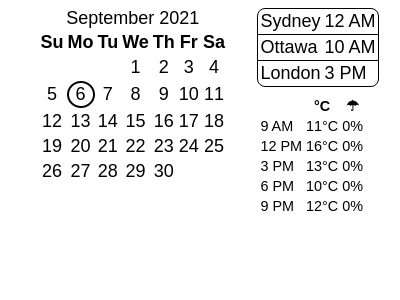 September 2021
Su Mo Tu We Th Fr Sa
1 2 3 4
5 6 7 8 9 10 11
12 13 14 15 16 17 18
19 20 21 22 23 24 25
26 27 28 29 30
Sydney 12 AM
Ottawa 10 AM
London 3 PM
°C ☂
9 AM 11°C 0%
12 PM 16°C 0%
3 PM 13°C 0%
6 PM 10°C 0%
9 PM 12°C 0%